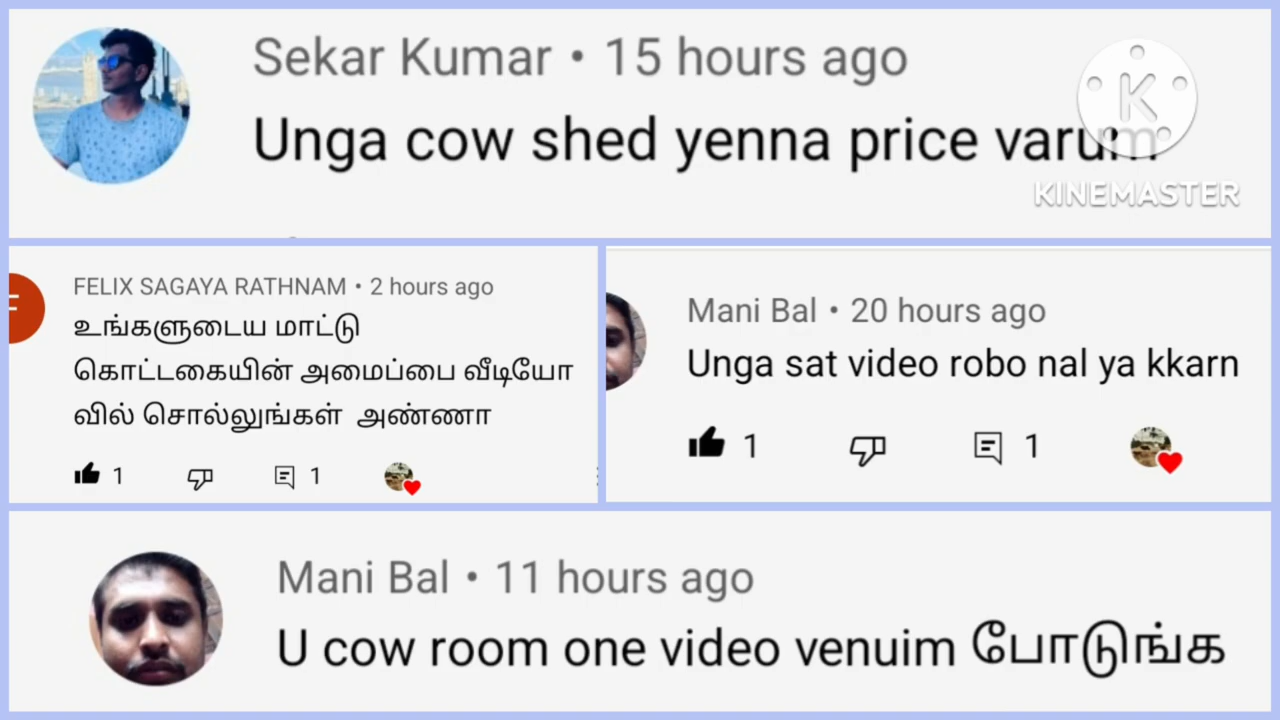 Sekar Kumar • 15 hours ago
Unga cow shed yenna price varum
K
KINEMASTER
FELIX SAGAYA RATHNAM • 2 hours ago
உங்களுடைய மாட்டு
கொட்டகையின் அமைப்பை வீடியோ
வில் சொல்லுங்கள் அண்ணா
1 1
Mani Bal • 20 hours ago
Unga sat video robo nal ya kkarn
1 1
Mani Bal • 11 hours ago
U cow room one video venuim போடுங்க